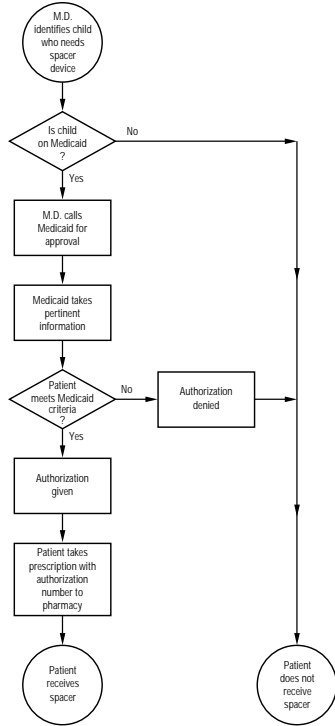 M.D.
identifies child
who needs
spacer
device
Is child
on Medicaid
?
No
Yes
M.D. calls
Medicaid for
approval
Medicaid takes
pertinent
information
Patient
meets Medicaid
criteria
?
No
Authorization
denied
Yes
Authorization
given
Patient takes
prescription with
authorization
number to
pharmacy
Patient
receives
spacer
Patient
does not
receive
spacer